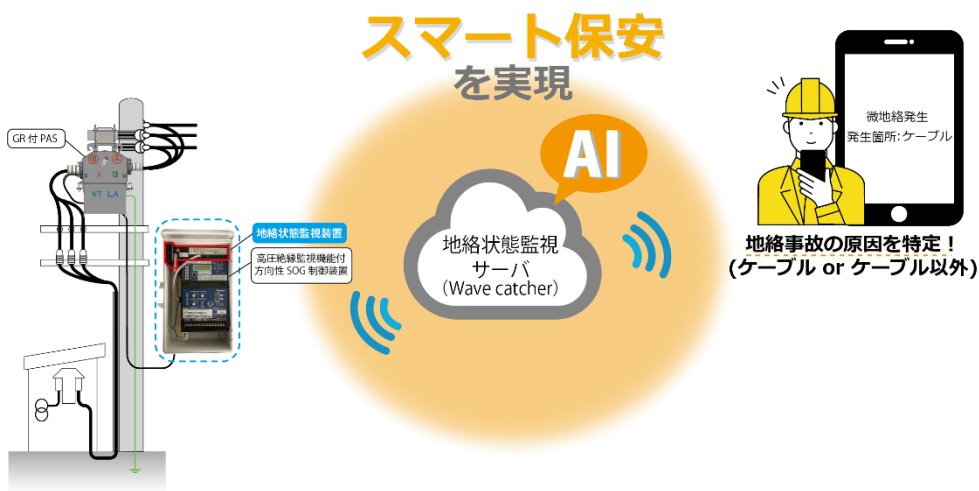 スマート保安
を実現
GR付PAS
VT LA
地絡状態監視装置
高圧絶縁監視機能付
方向性SOG制御装置
AI
地絡状態監視
サーバ
(Wave catcher)
微地絡発生
発生箇所:ケーブル
地絡事故の原因を特定!
(ケーブル or ケーブル以外)